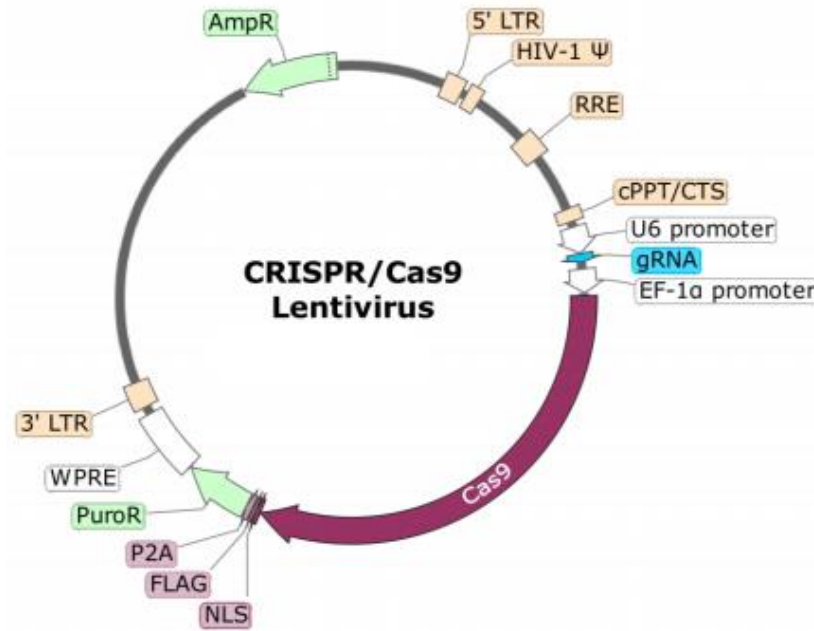 AmpR
5' LTR
HIV-1 Ψ
RRE
cPPT/CTS
U6 promoter
gRNA
EF-1α promoter
CRISPR/Cas9
Lentivirus
Cas9
3' LTR
WPRE
PuroR
P2A
FLAG
NLS